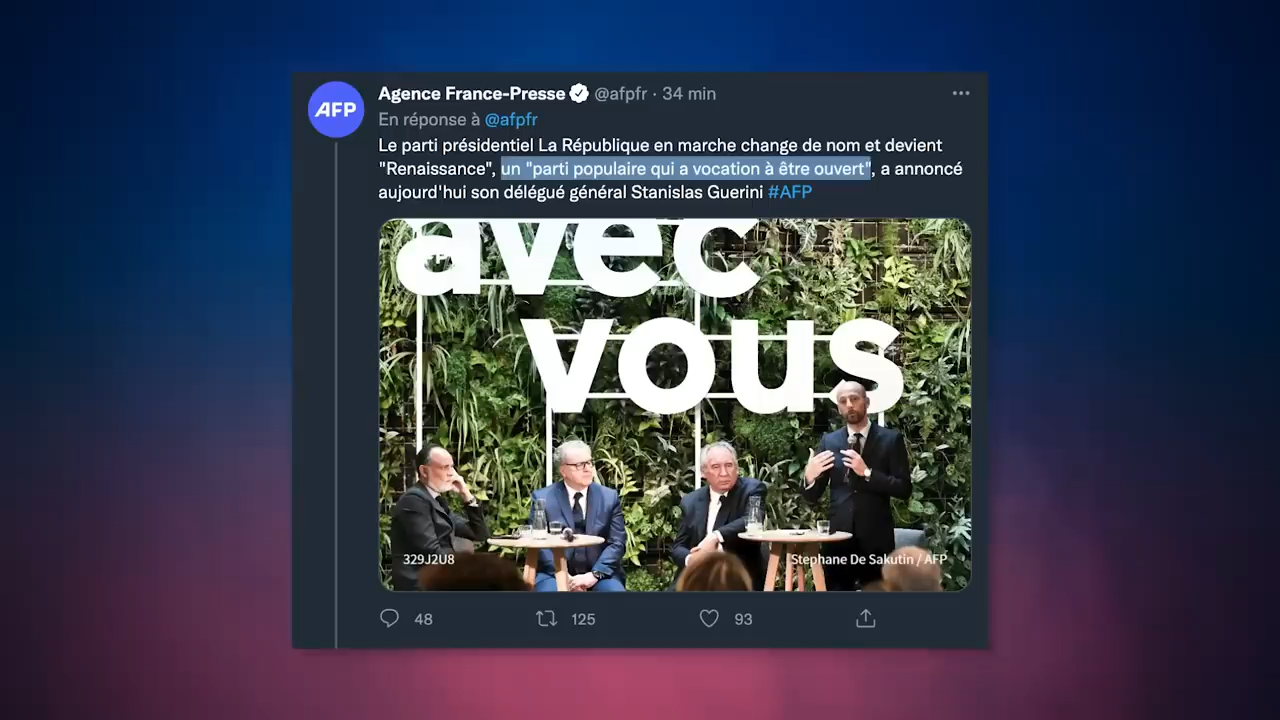 AFP
Agence France-Presse @afpfr · 34 min
En réponse à @afpfr
Le parti présidentiel La République en marche change de nom et devient
"Renaissance", un "parti populaire qui a vocation à être ouvert", a annoncé
aujourd'hui son délégué général Stanislas Guerini #AFP
avec
vous
329J2U8
Stephane De Sakutin / AFP
48
125
93